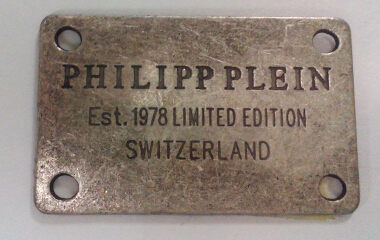 PHILIPP PLEIN
Est. 1978 LIMITED EDITION
SWITZERLAND